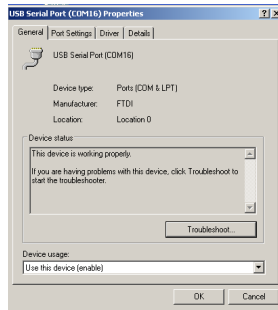 USB Serial Port (COM16) Properties
General Port Settings Driver Details
USB Serial Port (COM16)
Device type: Ports (COM & LPT)
Manufacturer: FTDI
Location: Location 0
Device status
This device is working properly.
If you are having problems with this device, click Troubleshoot to
start the troubleshooter.
Troubleshoot...
Device usage:
Use this device (enable)
OK Cancel